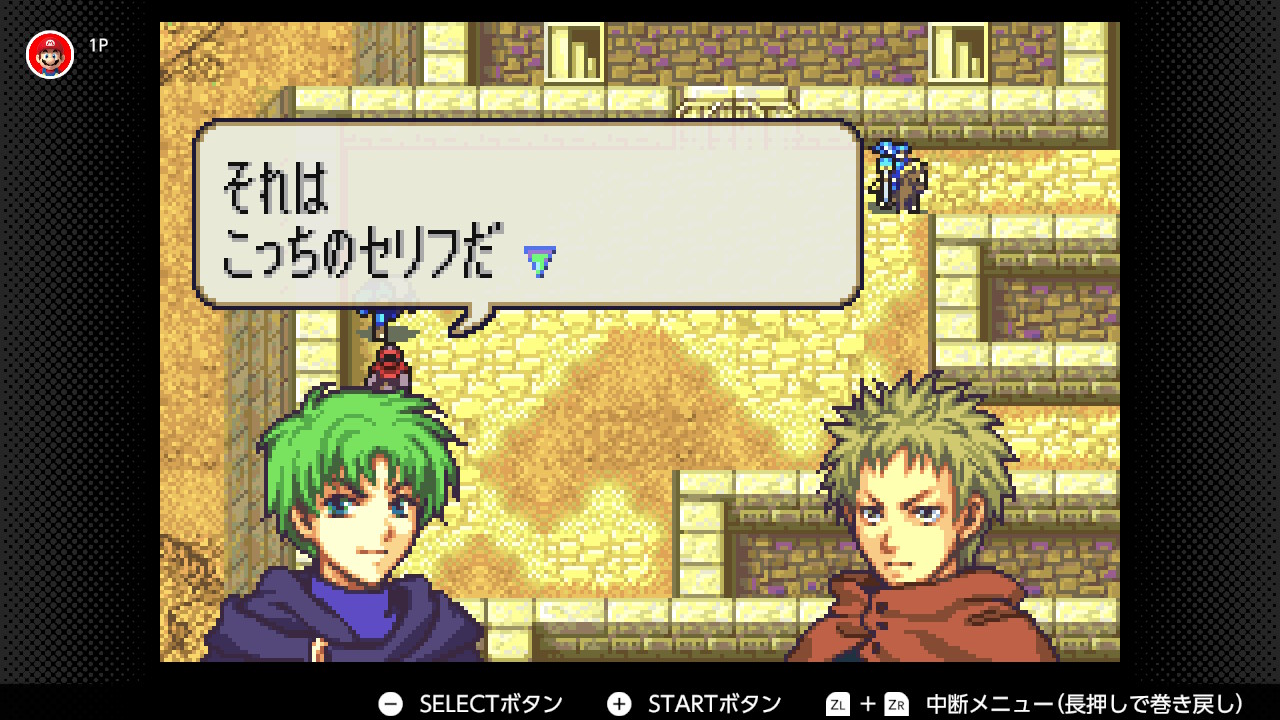 1P
それは
こっちのセリフだ
SELECTボタン
STARTボタン
ZL + ZR 中断メニュー(長押しで巻き戻し)